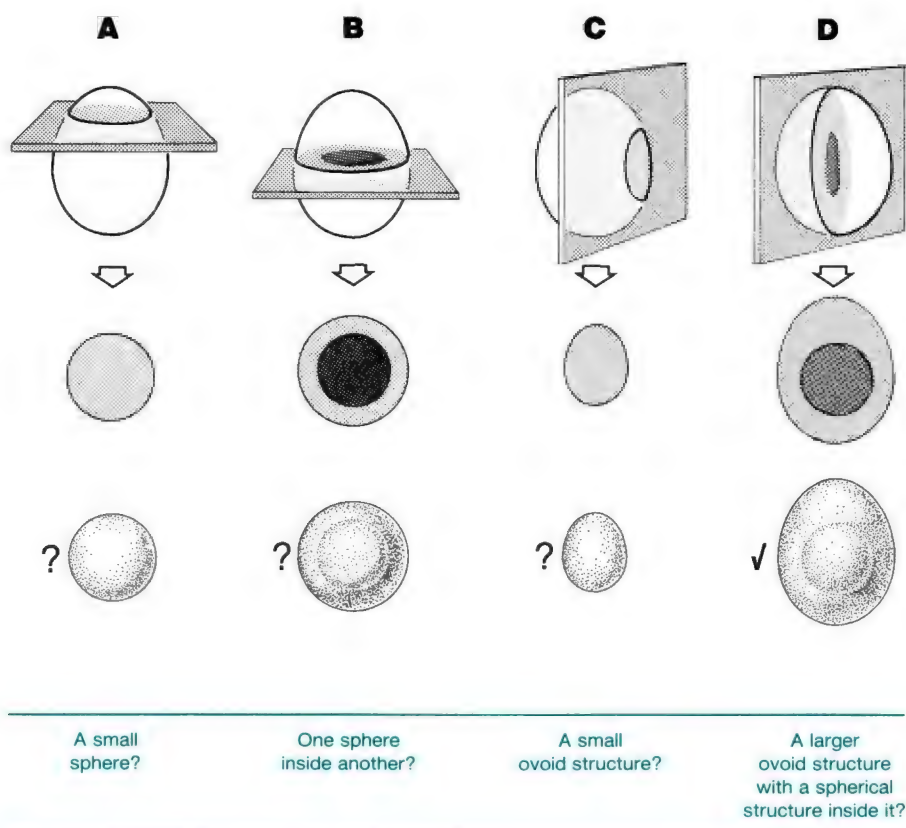 A B C D
? ? ? √
A small
sphere?
One sphere
inside another?
A small
ovoid structure?
A larger
ovoid structure
with a spherical
structure inside it?